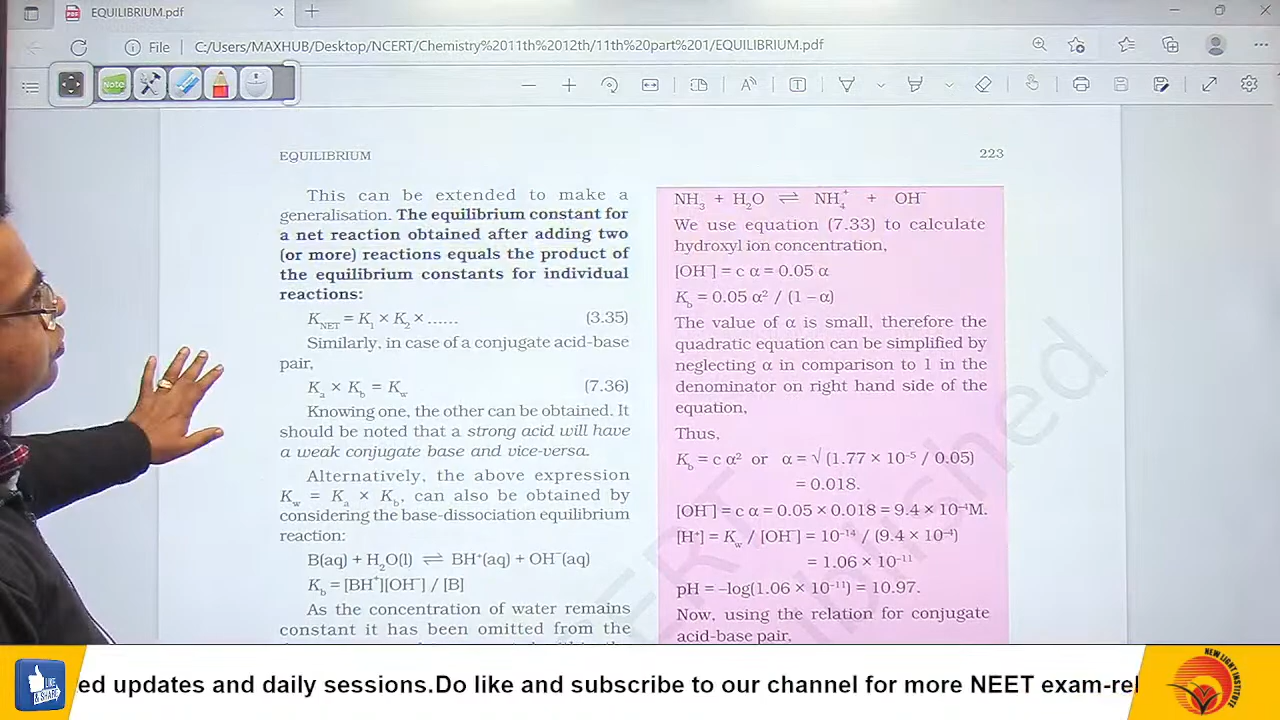 EQUILIBRIUM.pdf
File
C:/Users/MAXHUB/Desktop/NCERT/Chemistry%2011th%2012th/11th%20part%201/EQUILIBRIUM.pdf
Note
EQUILIBRIUM
223
This can be extended to make a
generalisation. The equilibrium constant for
a net reaction obtained after adding two
(or more) reactions equals the product of
the equilibrium constants for individual
reactions:
K_NET = K₁ × K₂ × ...... (3.35)
Similarly, in case of a conjugate acid-base
pair,
Kₐ × K_b = K_w (7.36)
Knowing one, the other can be obtained. It
should be noted that a strong acid will have
a weak conjugate base and vice-versa.
Alternatively, the above expression
K_w = Kₐ × K_b, can also be obtained by
considering the base-dissociation equilibrium
reaction:
B(aq) + H₂O(l) ⇌ BH⁺(aq) + OH⁻(aq)
K_b = [BH⁺][OH⁻] / [B]
As the concentration of water remains
constant it has been omitted from the
NH₃ + H₂O ⇌ NH₄⁺ + OH⁻
We use equation (7.33) to calculate
hydroxyl ion concentration,
[OH⁻] = c α = 0.05 α
K_b = 0.05 α² / (1 – α)
The value of α is small, therefore the
quadratic equation can be simplified by
neglecting α in comparison to 1 in the
denominator on right hand side of the
equation,
Thus,
K_b = c α² or α = √ (1.77 × 10⁻⁵ / 0.05)
= 0.018.
[OH⁻] = c α = 0.05 × 0.018 = 9.4 × 10⁻⁴M.
[H⁺] = K_w / [OH⁻] = 10⁻¹⁴ / (9.4 × 10⁻⁴)
= 1.06 × 10⁻¹¹
pH = –log(1.06 × 10⁻¹¹) = 10.97.
Now, using the relation for conjugate
acid-base pair,
LIKE
& SHARE
ed updates and daily sessions.Do like and subscribe to our channel for more NEET exam-rel
NEW LIGHT INSTITUTE